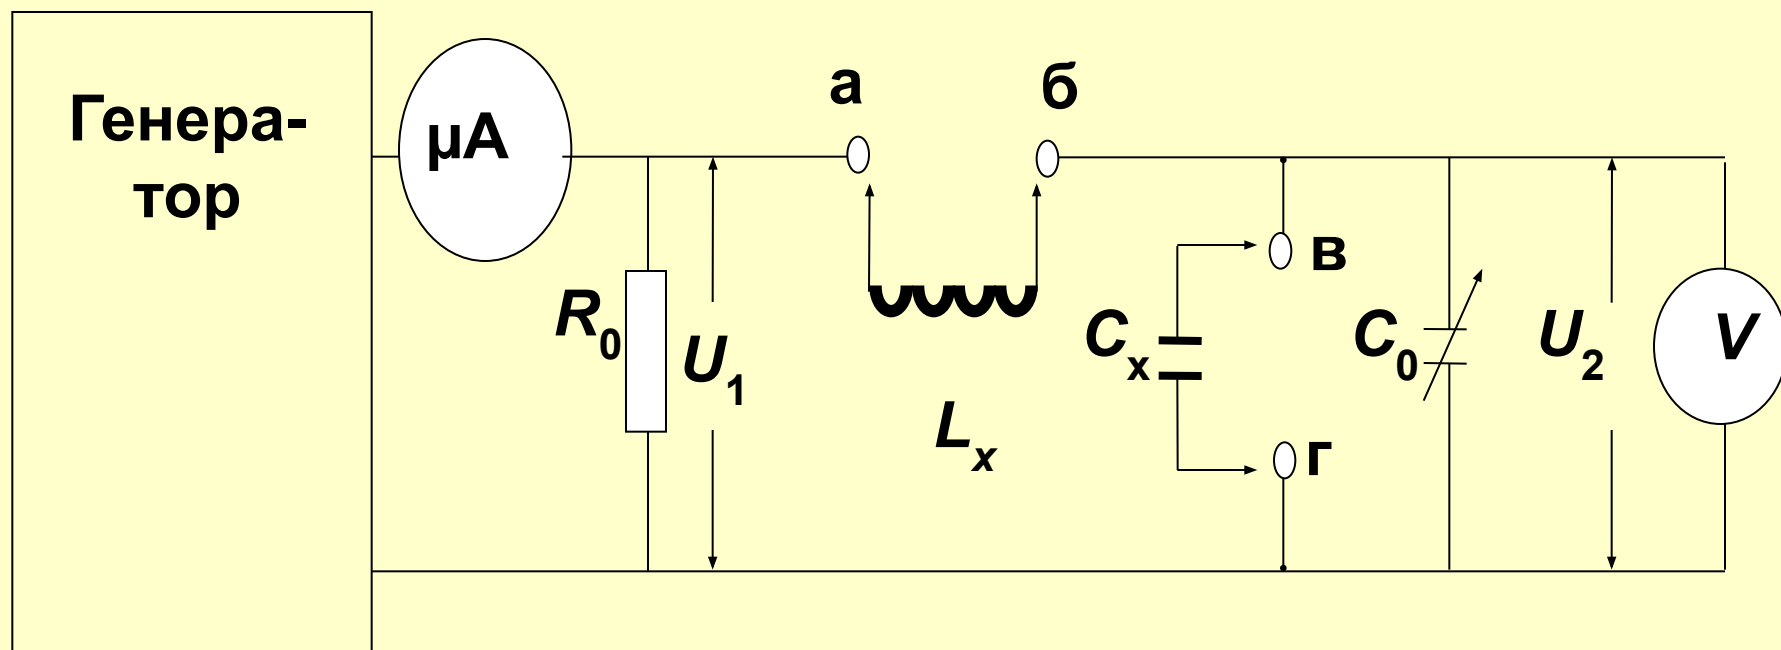 Генера-
тор
µA
а
б
в
г
R0
U1
Lx
Cx
C0
U2
V